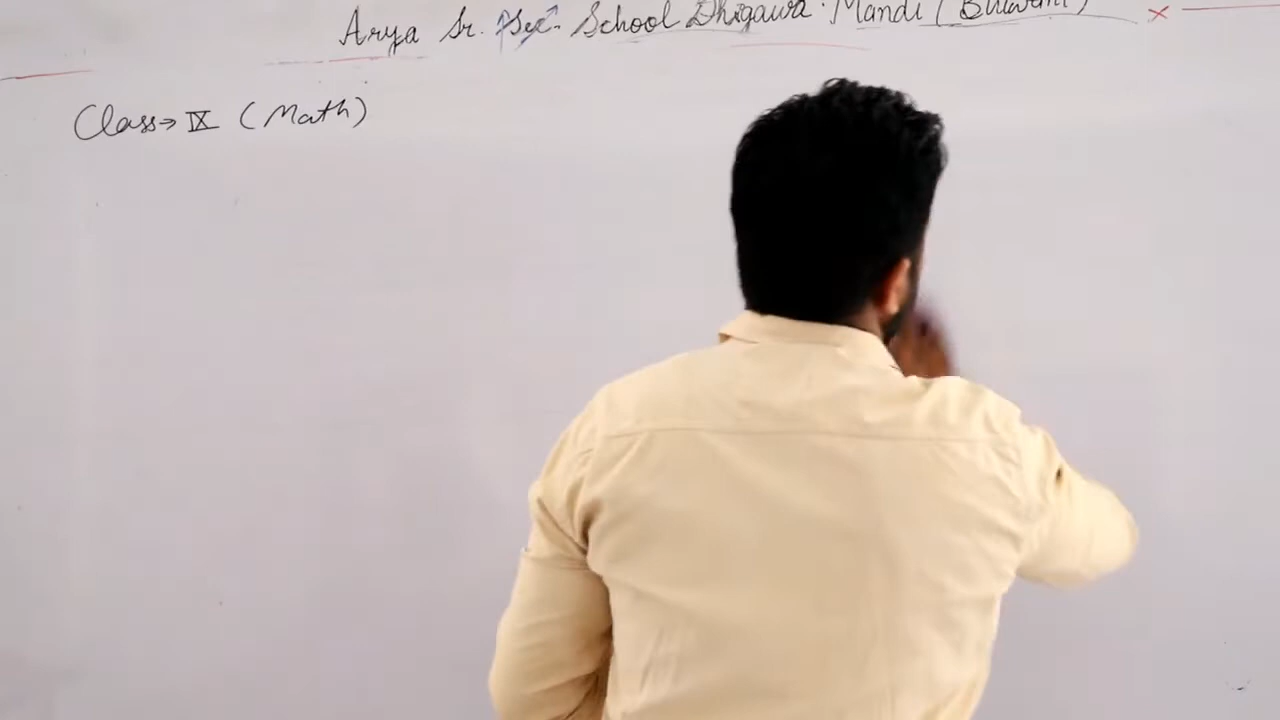 Arya Sr. Sec. School Dhigawa Mandi (Bhiwani)
Class → IX (Math)